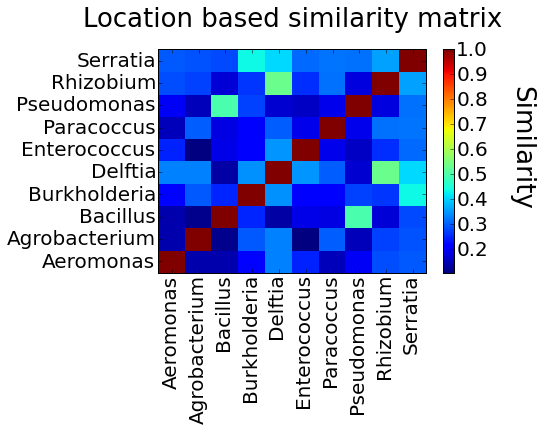 Location based similarity matrix
Serratia
Rhizobium
Pseudomonas
Paracoccus
Enterococcus
Delftia
Burkholderia
Bacillus
Agrobacterium
Aeromonas
Aeromonas
Agrobacterium
Bacillus
Burkholderia
Delftia
Enterococcus
Paracoccus
Pseudomonas
Rhizobium
Serratia
1.0
0.9
0.8
0.7
0.6
0.5
0.4
0.3
0.2
Similarity